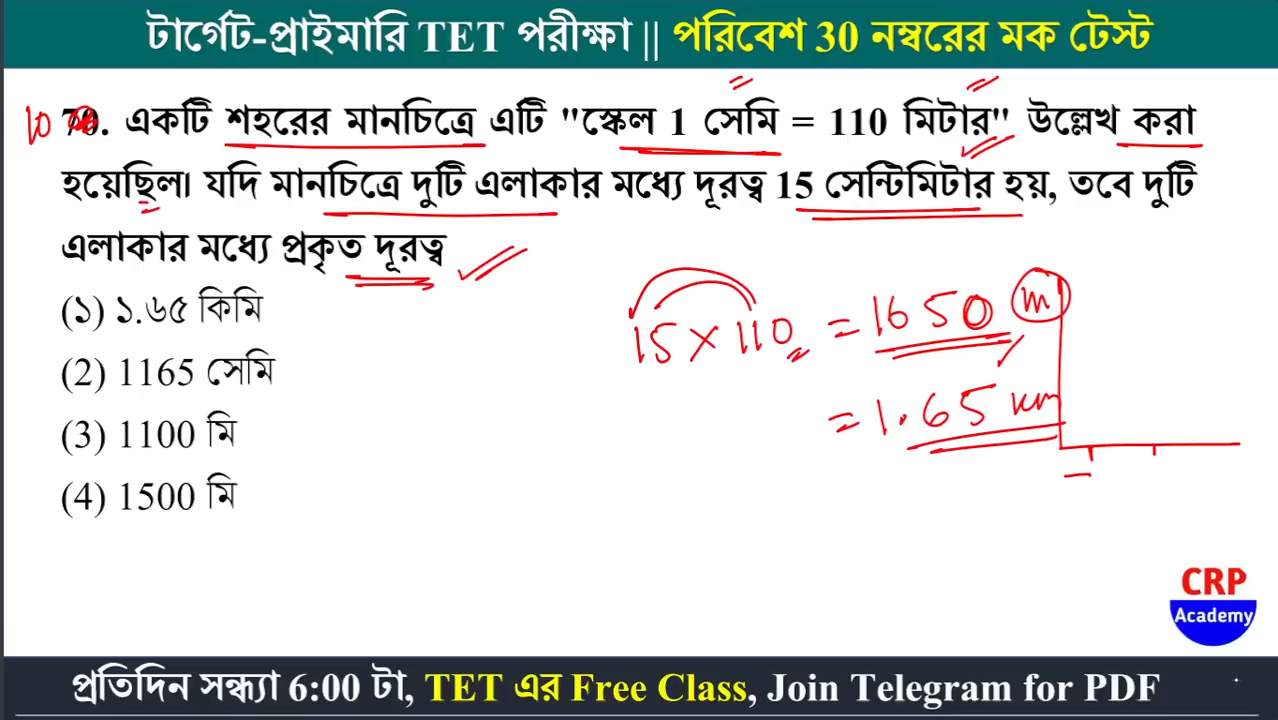 টার্গেট-প্রাইমারি TET পরীক্ষা || পরিবেশ 30 নম্বরের মক টেস্ট
10. একটি শহরের মানচিত্রে এটি "স্কেল 1 সেমি = 110 মিটার" উল্লেখ করা
হয়েছিল। যদি মানচিত্রে দুটি এলাকার মধ্যে দূরত্ব 15 সেন্টিমিটার হয়, তবে দুটি
এলাকার মধ্যে প্রকৃত দূরত্ব
(১) ১.৬৫ কিমি
(2) 1165 সেমি
(3) 1100 মি
(4) 1500 মি
15 × 110 = 1650 m
= 1.65 km
CRP
Academy
প্রতিদিন সন্ধ্যা 6:00 টা, TET এর Free Class, Join Telegram for PDF